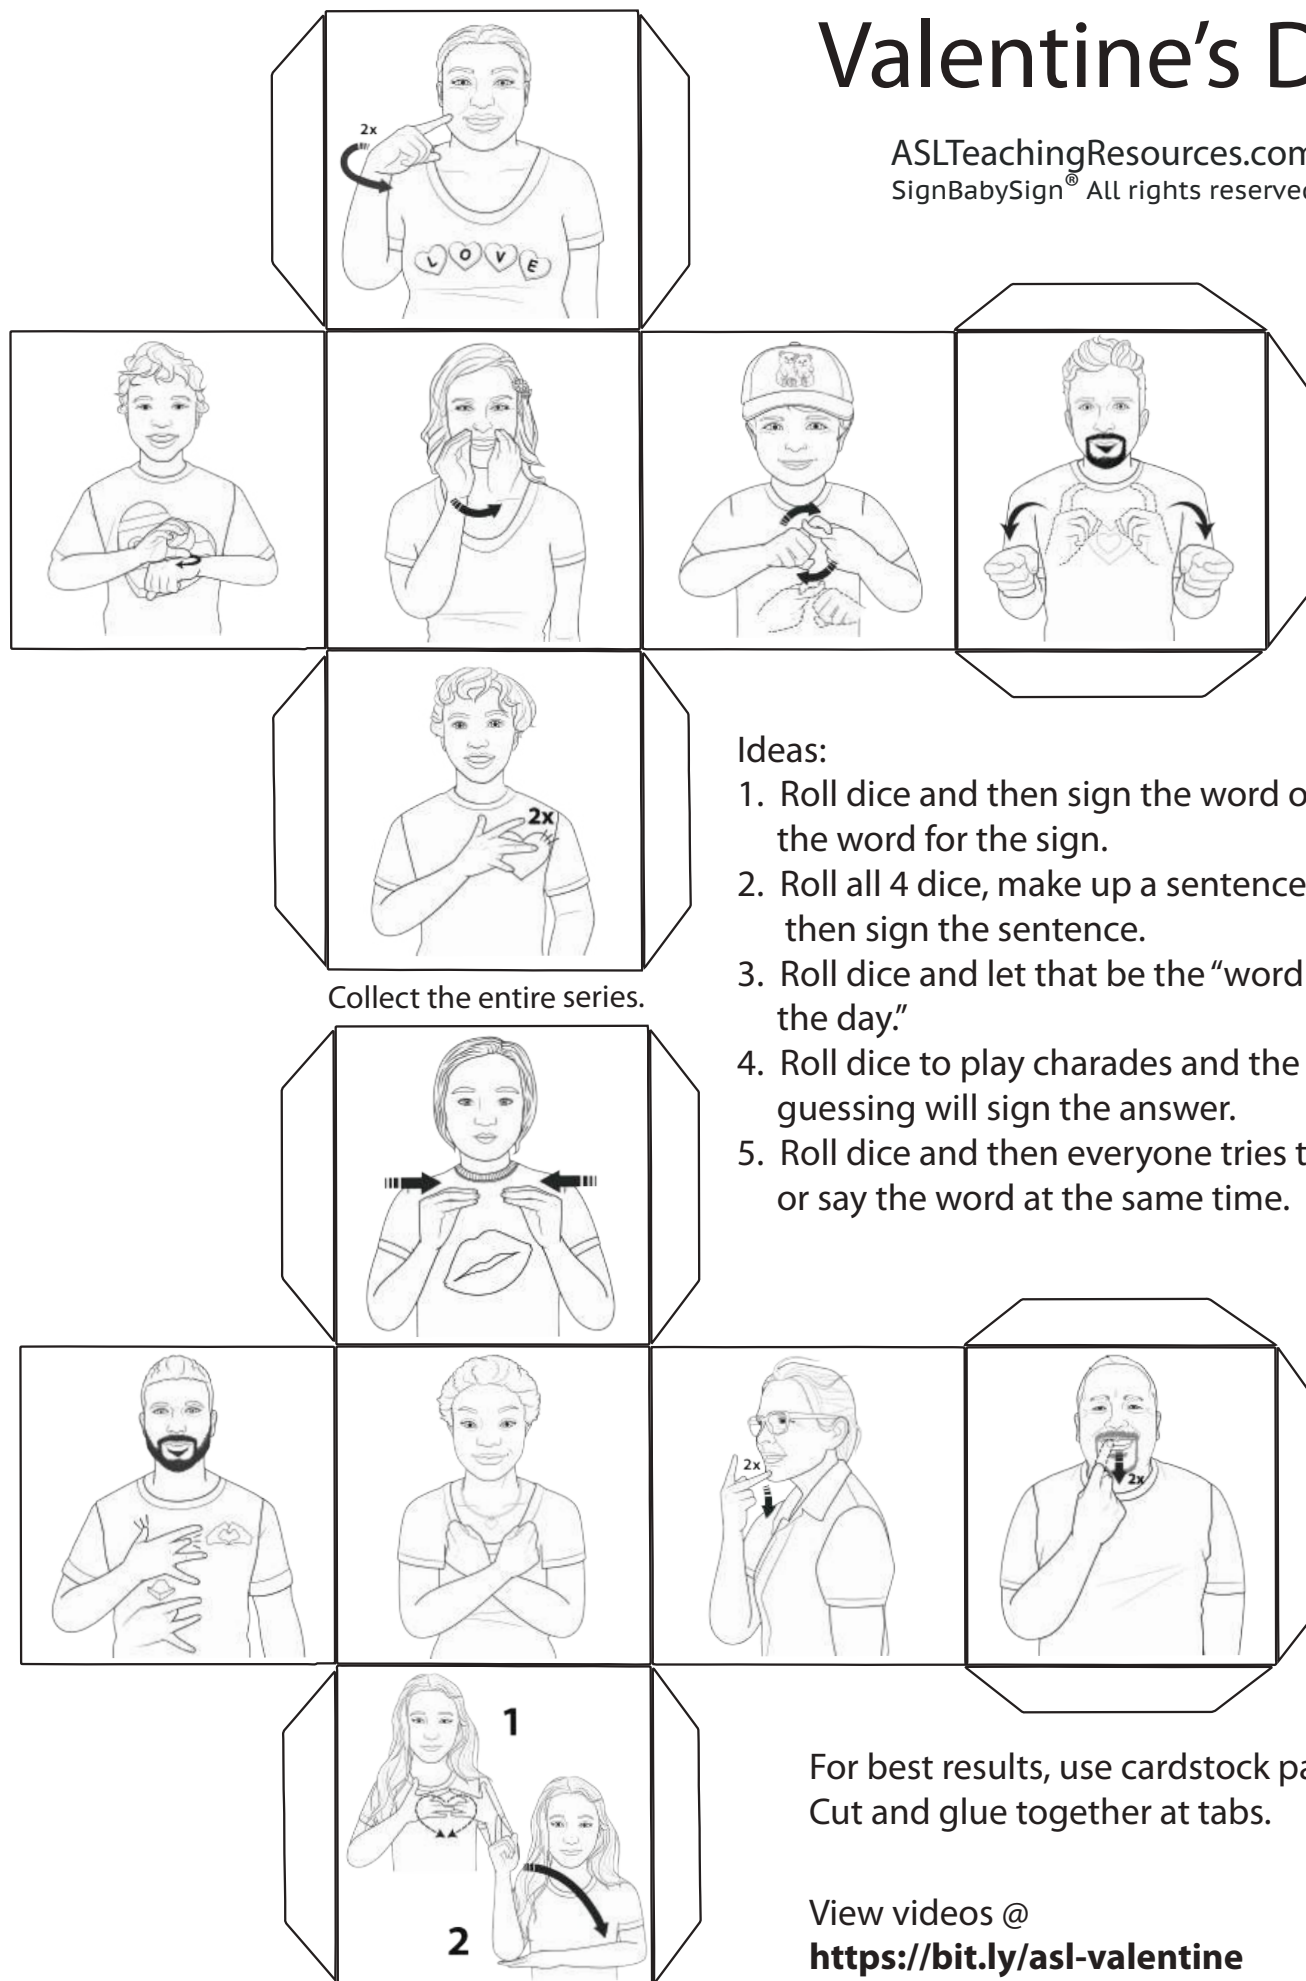 Valentine's D
ASLTeachingResources.com
SignBabySign® All rights reserved
2x
L O V E
2x
Ideas:
1. Roll dice and then sign the word o
the word for the sign.
2. Roll all 4 dice, make up a sentence
then sign the sentence.
3. Roll dice and let that be the “word
the day.”
4. Roll dice to play charades and the
guessing will sign the answer.
5. Roll dice and then everyone tries t
or say the word at the same time.
Collect the entire series.
2x
2x
1
2
For best results, use cardstock pa
Cut and glue together at tabs.
View videos @
https://bit.ly/asl-valentine